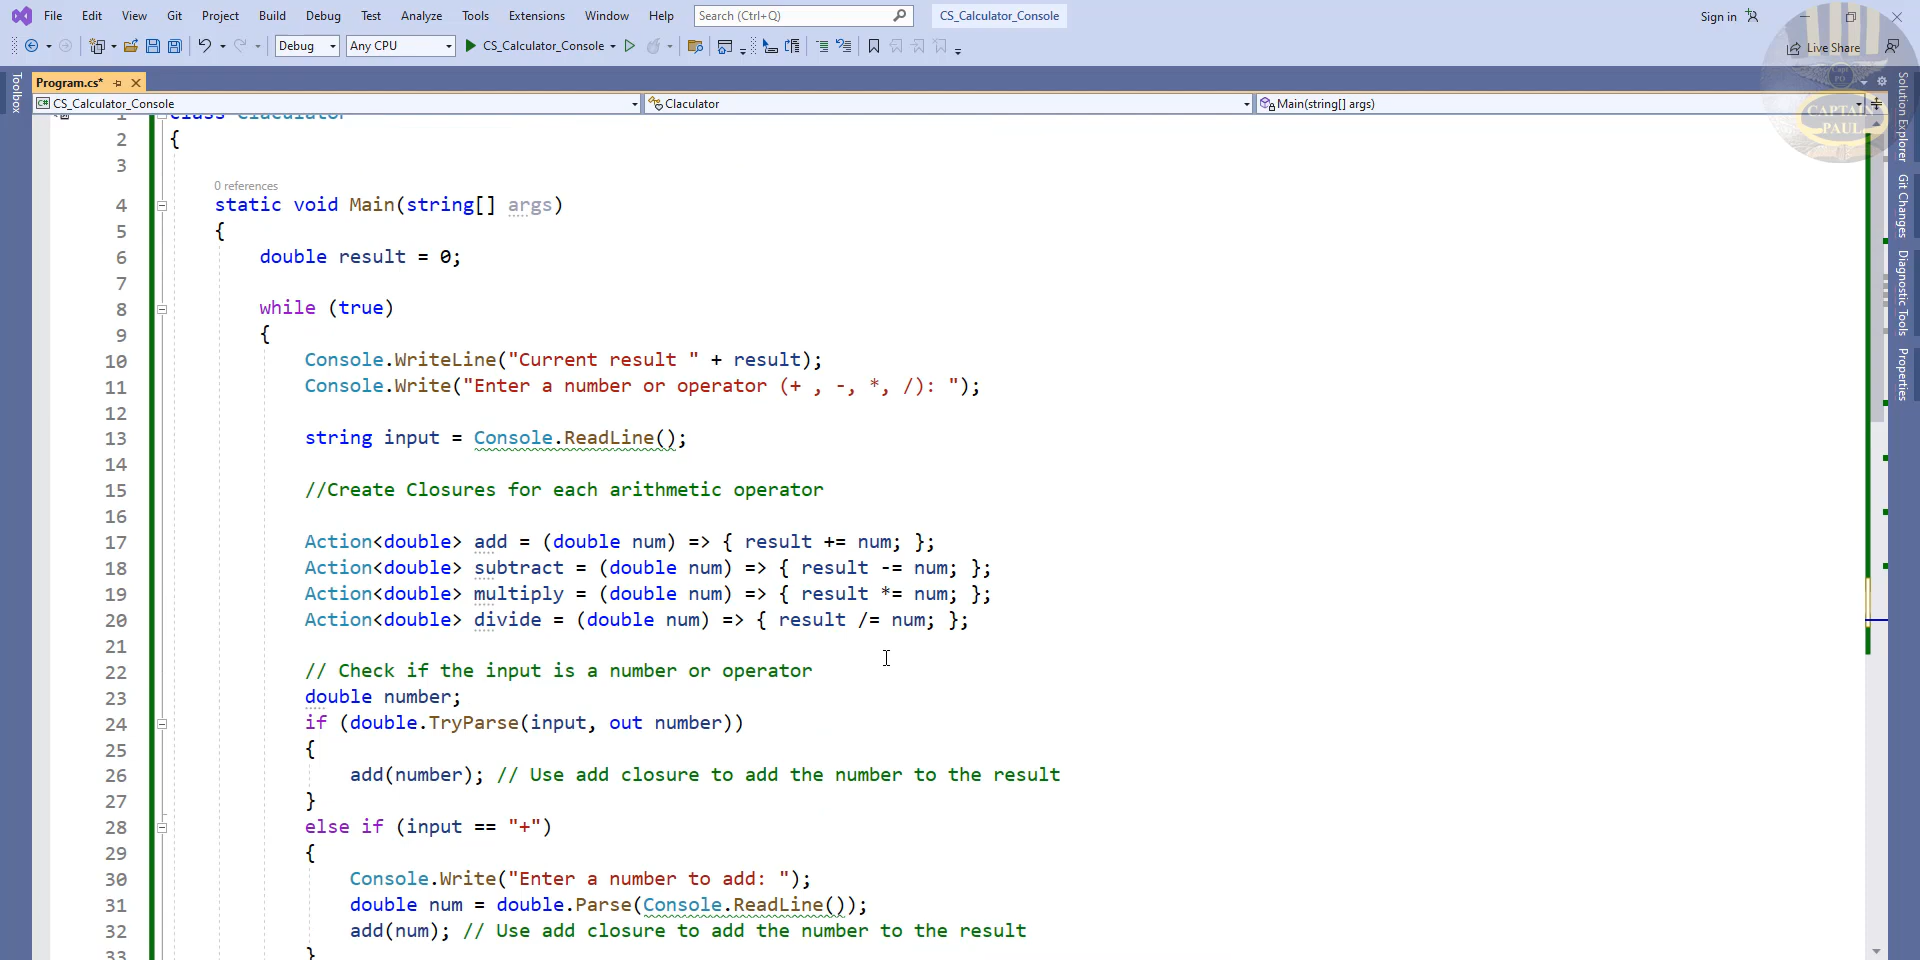 File Edit View Git Project Build Debug Test Analyze Tools Extensions Window Help Search (Ctrl+Q) CS_Calculator_Console Sign in
Debug Any CPU CS_Calculator_Console Live Share
Toolbox
Program.cs*
CS_Calculator_Console Claculator Main(string[] args)
CAPTAIN
PAUL
Solution Explorer
Git Changes
Diagnostic Tools
Properties
1 class Claculator
2 {
3
0 references
4 static void Main(string[] args)
5 {
6 double result = 0;
7
8 while (true)
9 {
10 Console.WriteLine("Current result " + result);
11 Console.Write("Enter a number or operator (+ , -, *, /): ");
12
13 string input = Console.ReadLine();
14
15 //Create Closures for each arithmetic operator
16
17 Action<double> add = (double num) => { result += num; };
18 Action<double> subtract = (double num) => { result -= num; };
19 Action<double> multiply = (double num) => { result *= num; };
20 Action<double> divide = (double num) => { result /= num; };
21
22 // Check if the input is a number or operator
23 double number;
24 if (double.TryParse(input, out number))
25 {
26 add(number); // Use add closure to add the number to the result
27 }
28 else if (input == "+")
29 {
30 Console.Write("Enter a number to add: ");
31 double num = double.Parse(Console.ReadLine());
32 add(num); // Use add closure to add the number to the result
33 }